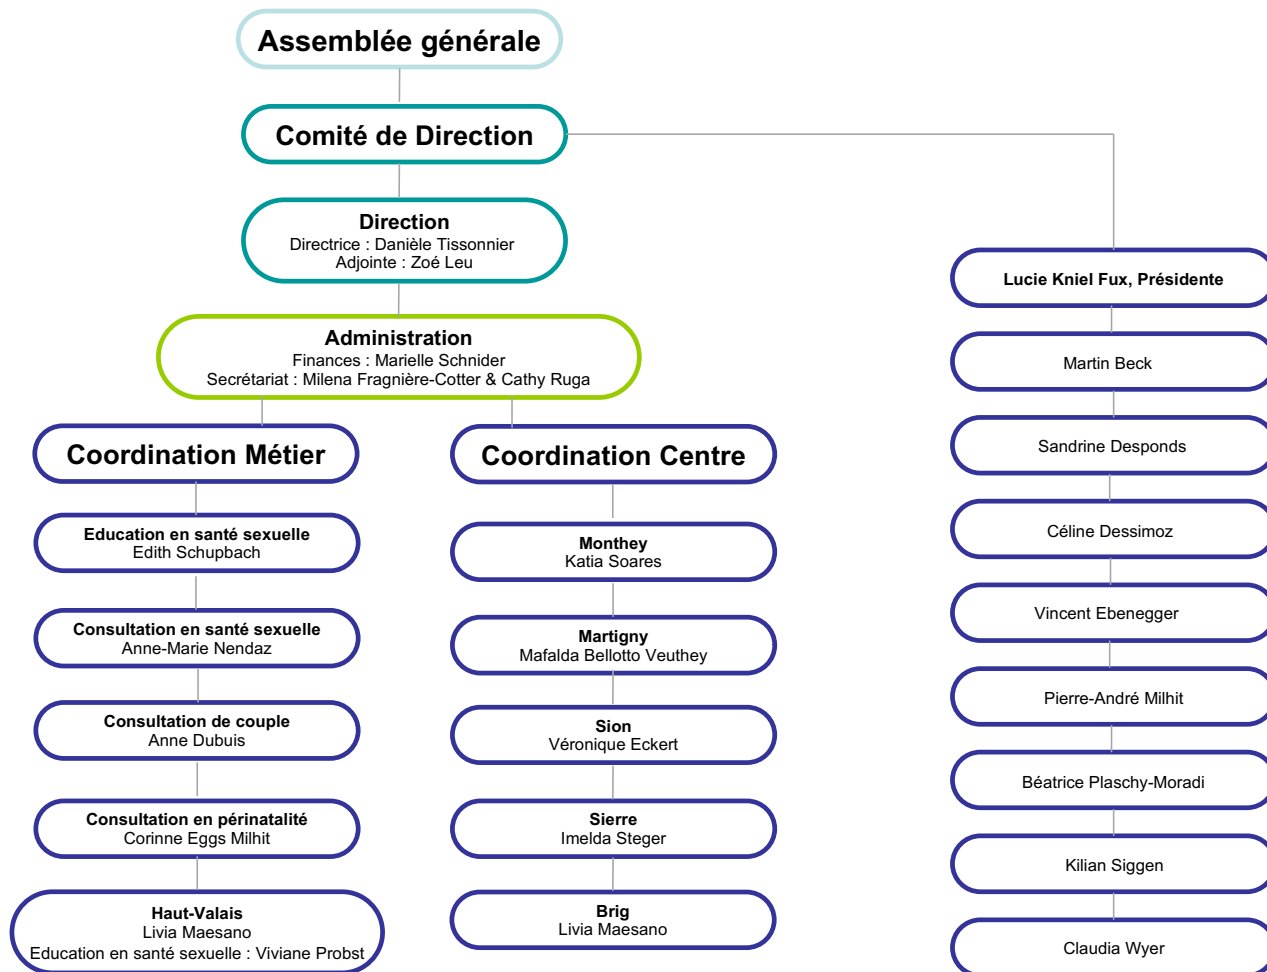 Assemblée générale
Comité de Direction
Direction
Directrice : Danièle Tissonnier
Adjointe : Zoé Leu
Administration
Finances : Marielle Schnider
Secrétariat : Milena Fragnière-Cotter & Cathy Ruga
Coordination Métier
Education en santé sexuelle
Edith Schupbach
Consultation en santé sexuelle
Anne-Marie Nendaz
Consultation de couple
Anne Dubuis
Consultation en périnatalité
Corinne Eggs Milhit
Haut-Valais
Livia Maesano
Education en santé sexuelle : Viviane Probst
Coordination Centre
Monthey
Katia Soares
Martigny
Mafalda Bellotto Veuthey
Sion
Véronique Eckert
Sierre
Imelda Steger
Brig
Livia Maesano
Lucie Kniel Fux, Présidente
Martin Beck
Sandrine Desponds
Céline Dessimoz
Vincent Ebenegger
Pierre-André Milhit
Béatrice Plaschy-Moradi
Kilian Siggen
Claudia Wyer